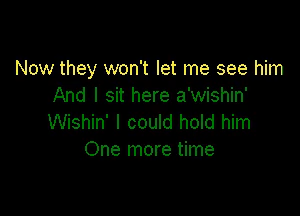 Now they won't let me see him
And I sit here a'wishin'
Wishin' I could hold him
One more time